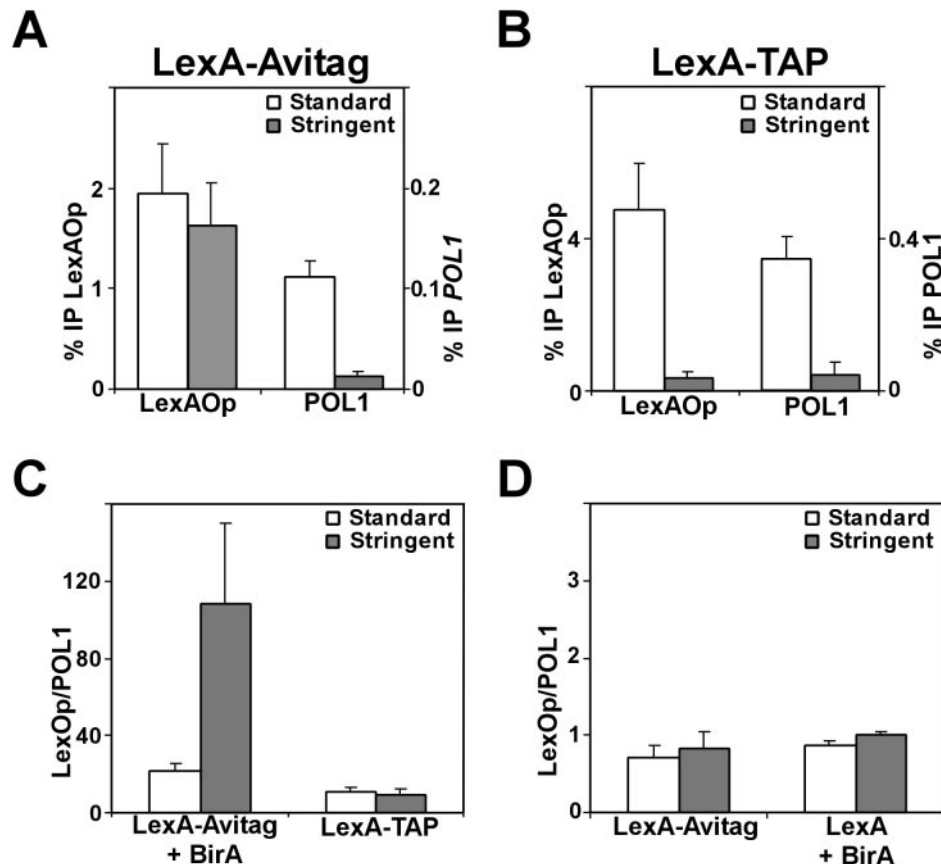 A
LexA-Avitag
Standard
Stringent
% IP LexAOp
2
1
0
0.2
0.1
0
% IP POL1
LexAOp
POL1
B
LexA-TAP
Standard
Stringent
% IP LexAOp
4
0
0.4
0
% IP POL1
LexAOp
POL1
C
Standard
Stringent
LexOp/POL1
120
80
40
0
LexA-Avitag
+ BirA
LexA-TAP
D
Standard
Stringent
LexOp/POL1
3
2
1
0
LexA-Avitag
LexA
+ BirA